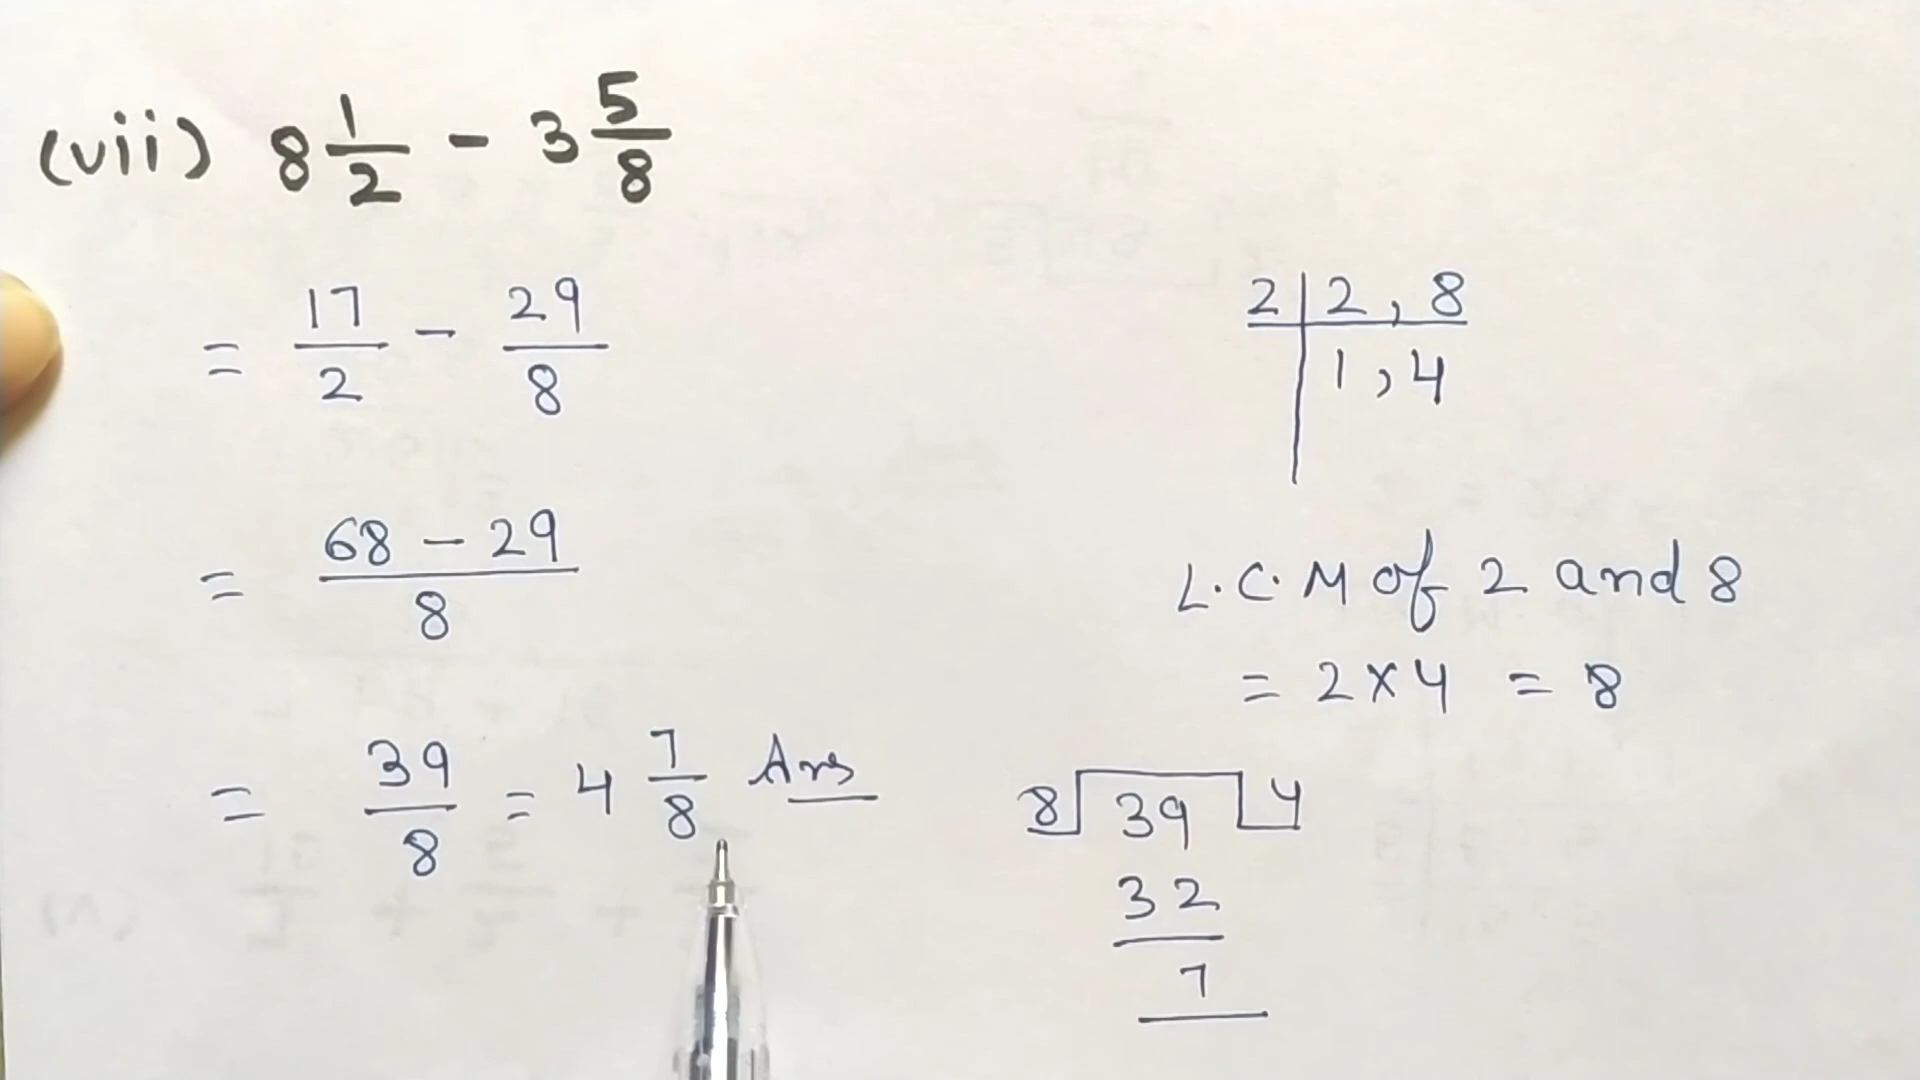 (vii) 8 1/2 - 3 5/8
= 17/2 - 29/8
= 68 - 29 / 8
= 39/8 = 4 7/8 Ans
2 | 2, 8
1, 4
L.C.M of 2 and 8
= 2 × 4 = 8
8 | 39 | 4
32
7